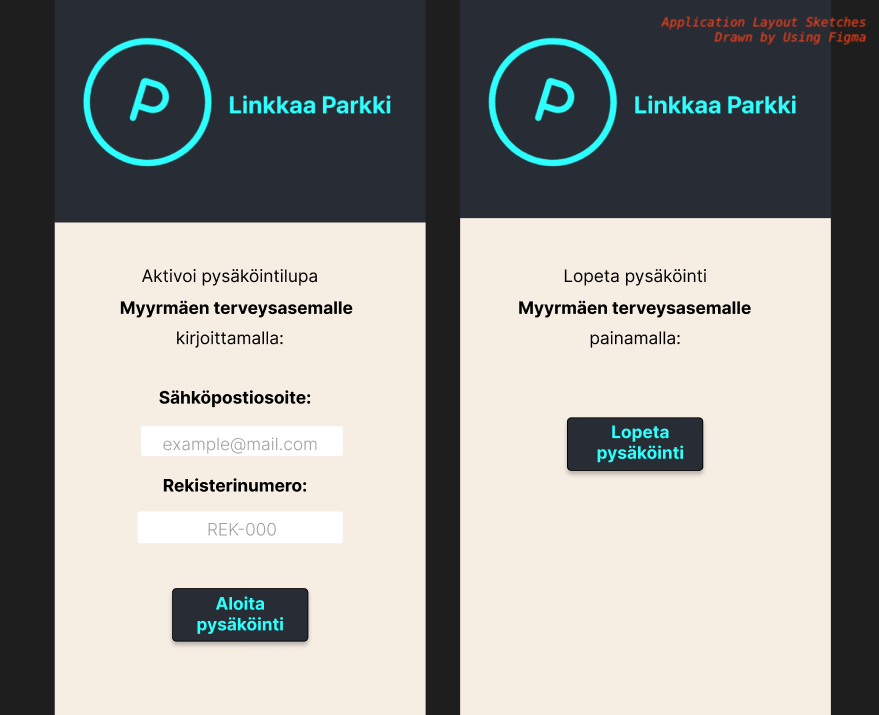 Application Layout Sketches
Drawn by Using Figma
P
Linkkaa Parkki
Aktivoi pysäköintilupa
Myyrmäen terveysasemalle
kirjoittamalla:
Sähköpostiosoite:
example@mail.com
Rekisterinumero:
REK-000
Aloita
pysäköinti
P
Linkkaa Parkki
Lopeta pysäköinti
Myyrmäen terveysasemalle
painamalla:
Lopeta
pysäköinti